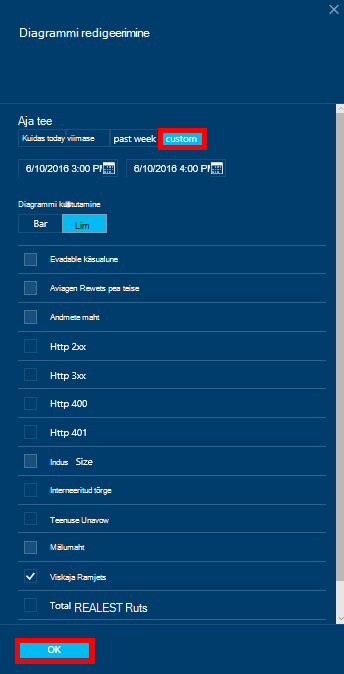 Diagrammi redigeerimine
Aja tee
Kuidas today viimase past week custom
6/10/2016 3:00 PM 6/10/2016 4:00 PM
Diagrammi
Bar Lim
Evadable käsualune
Aviagen Rewets pea teise
Andmete maht
Http 2xx
Http 3xx
Http 400
Http 401
Indus Size
Interneeritud tõrge
Teenuse Unavow
Mälumaht
Viskaja Ramjets
Total REALEST Ruts
OK